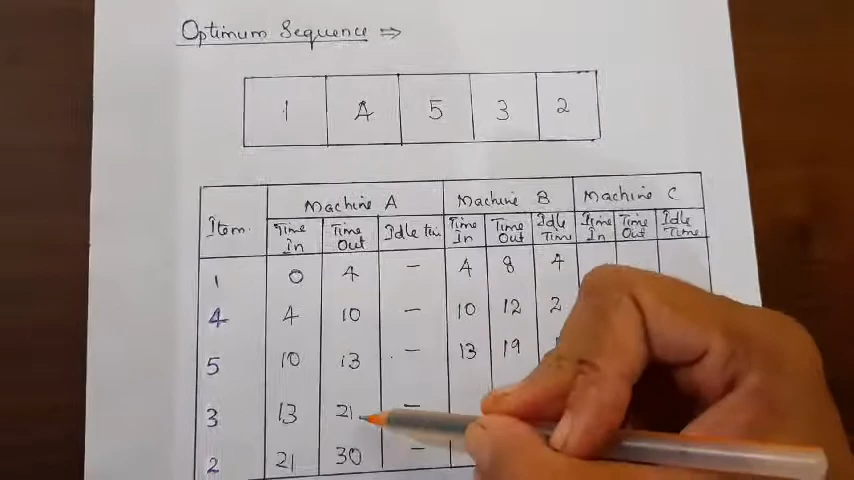 Optimum Sequence ⇒
1 4 5 3 2
Item Machine A Machine B Machine C
Time In Time Out Idle Tim Time In Time Out Idle Time Time In Time Out Idle Time
1 0 4 - 4 8 4
4 4 10 - 10 12 2
5 10 13 - 13 19
3 13 21 -
2 21 30 -